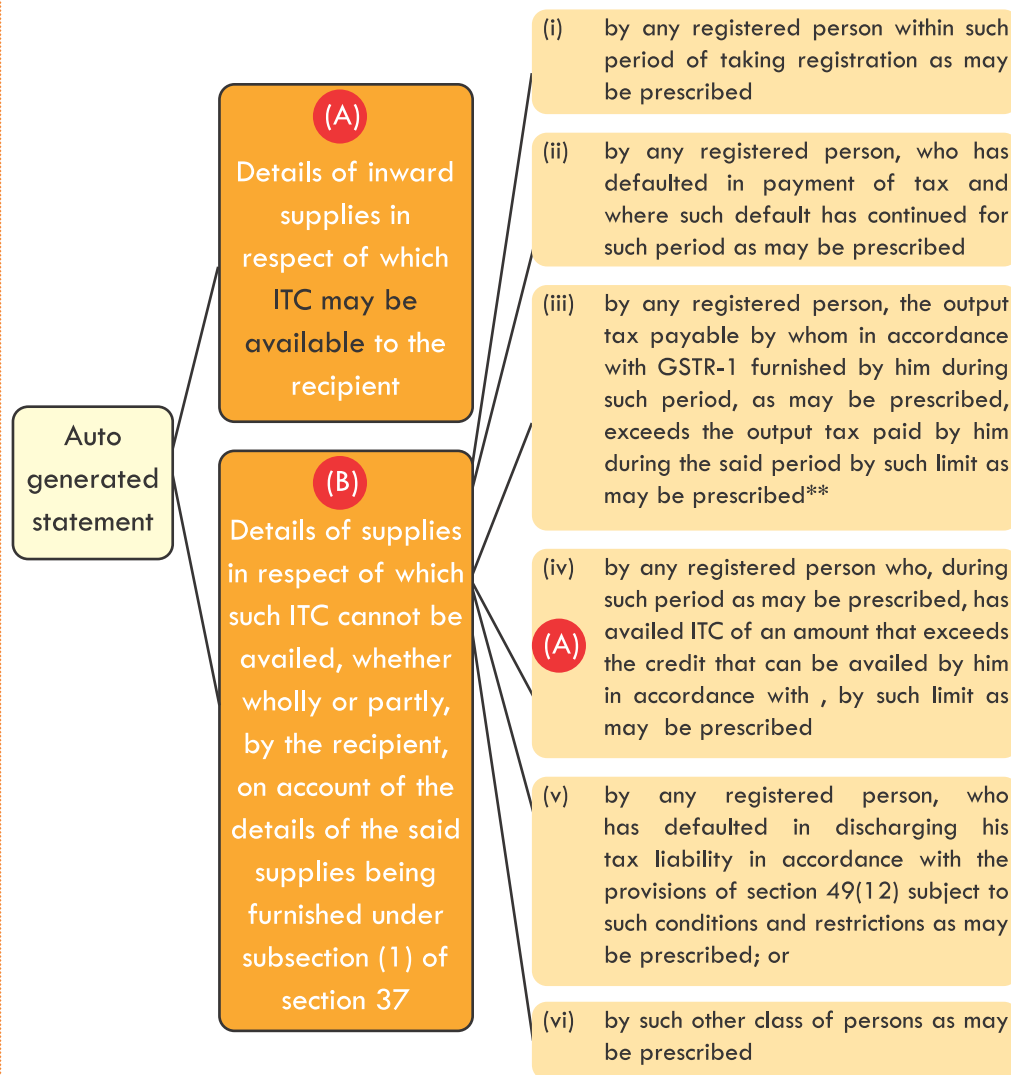 Auto
generated
statement
(A)
Details of inward
supplies in
respect of which
ITC may be
available to the
recipient
(B)
Details of supplies
in respect of which
such ITC cannot be
availed, whether
wholly or partly,
by the recipient,
on account of the
details of the said
supplies being
furnished under
subsection (1) of
section 37
(i) by any registered person within such
period of taking registration as may
be prescribed
(ii) by any registered person, who has
defaulted in payment of tax and
where such default has continued for
such period as may be prescribed
(iii) by any registered person, the output
tax payable by whom in accordance
with GSTR-1 furnished by him during
such period, as may be prescribed,
exceeds the output tax paid by him
during the said period by such limit as
may be prescribed**
(iv) by any registered person who, during
such period as may be prescribed, has
(A) availed ITC of an amount that exceeds
the credit that can be availed by him
in accordance with , by such limit as
may be prescribed
(v) by any registered person, who
has defaulted in discharging his
tax liability in accordance with the
provisions of section 49(12) subject to
such conditions and restrictions as may
be prescribed; or
(vi) by such other class of persons as may
be prescribed